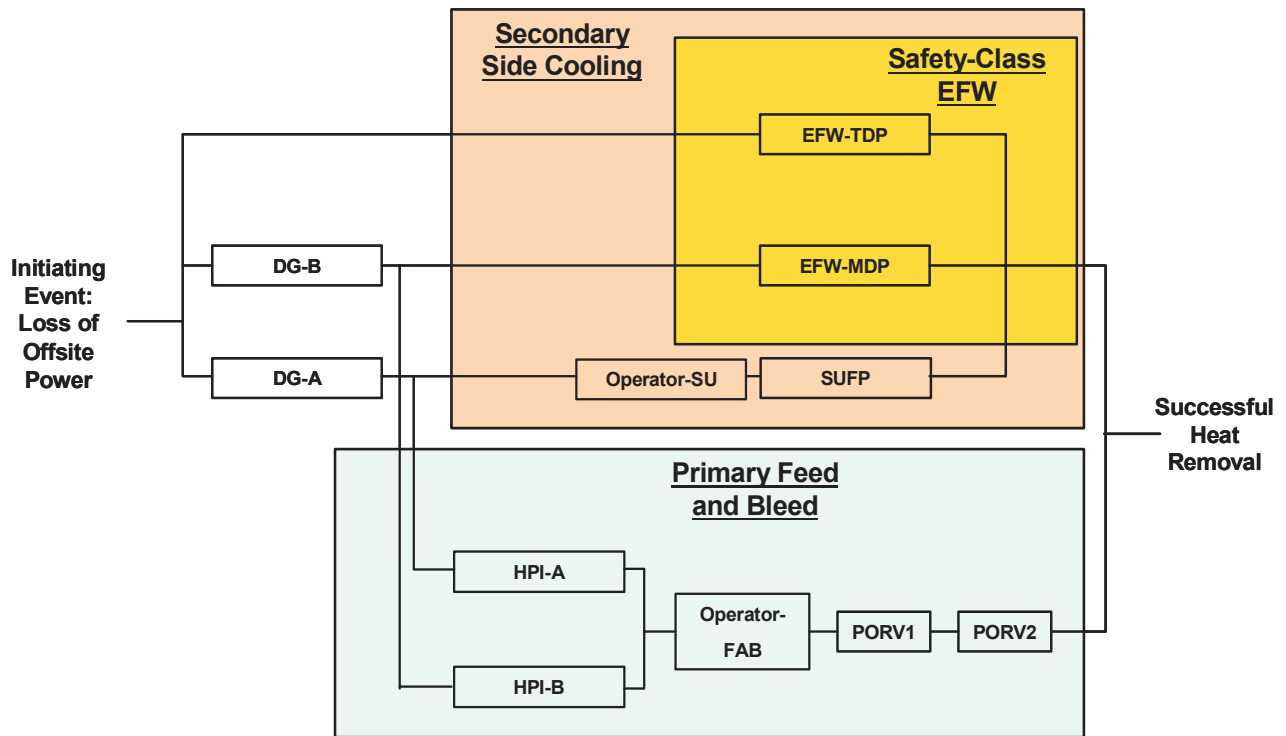 Secondary
Side Cooling
Safety-Class
EFW
EFW-TDP
Initiating
Event:
Loss of
Offsite
Power
DG-B
EFW-MDP
DG-A
Operator-SU
SUFP
Successful
Heat
Removal
Primary Feed
and Bleed
HPI-A
HPI-B
Operator-
FAB
PORV1
PORV2